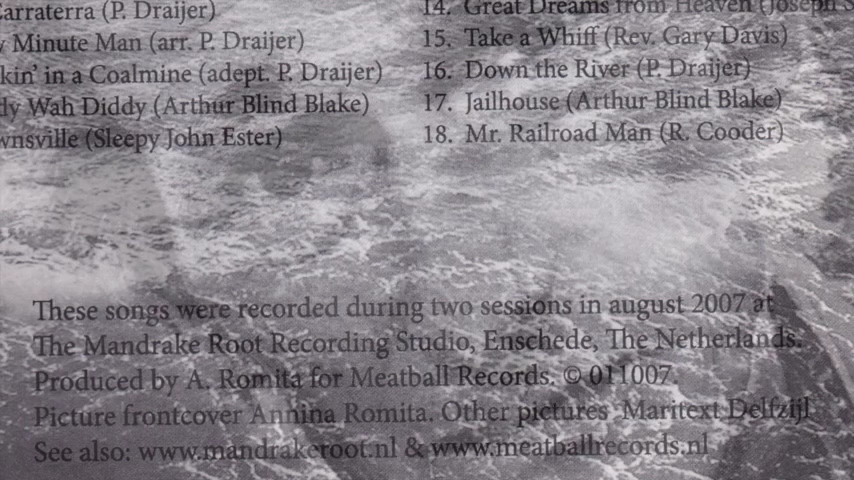 Carraterra (P. Draijer)
y Minute Man (arr. P. Draijer)
kin' in a Coalmine (adept. P. Draijer)
dy Wah Diddy (Arthur Blind Blake)
wnsville (Sleepy John Ester)
14. Great Dreams from Heaven (Joseph S
15. Take a Whiff (Rev. Gary Davis)
16. Down the River (P. Draijer)
17. Jailhouse (Arthur Blind Blake)
18. Mr. Railroad Man (R. Cooder)
These songs were recorded during two sessions in august 2007 at
The Mandrake Root Recording Studio, Enschede, The Netherlands.
Produced by A. Romita for Meatball Records. © 011007.
Picture frontcover Annina Romita. Other pictures Maritext Delfzijl
See also: www.mandrakeroot.nl & www.meatballrecords.nl